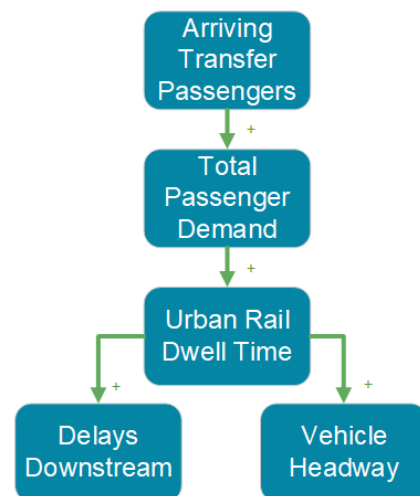 Arriving
Transfer
Passengers
+
Total
Passenger
Demand
+
Urban Rail
Dwell Time
+
+
Delays
Downstream
Vehicle
Headway